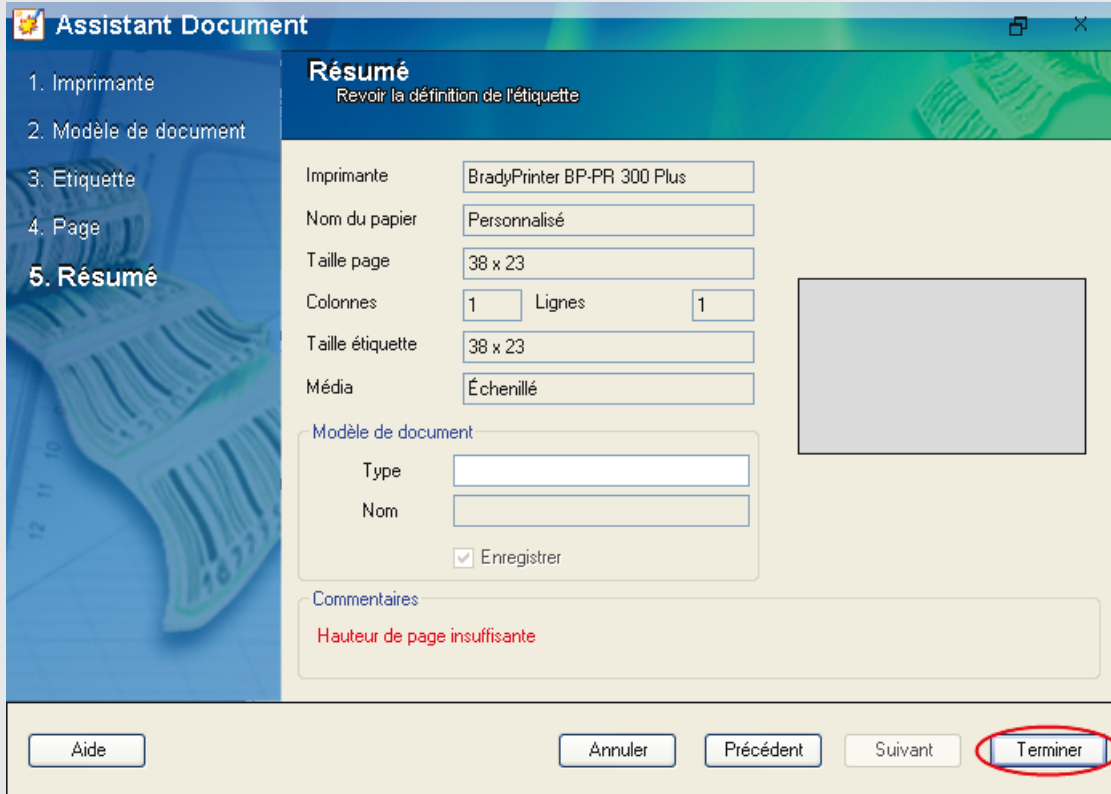 Assistant Document
1. Imprimante
2. Modèle de document
3. Etiquette
4. Page
5. Résumé
Résumé
Revoir la définition de l'étiquette
Imprimante BradyPrinter BP-PR 300 Plus
Nom du papier Personnalisé
Taille page 38 x 23
Colonnes 1 Lignes 1
Taille étiquette 38 x 23
Média Échenillé
Modèle de document
Type
Nom
Enregistrer
Commentaires
Hauteur de page insuffisante
Aide Annuler Précédent Suivant Terminer